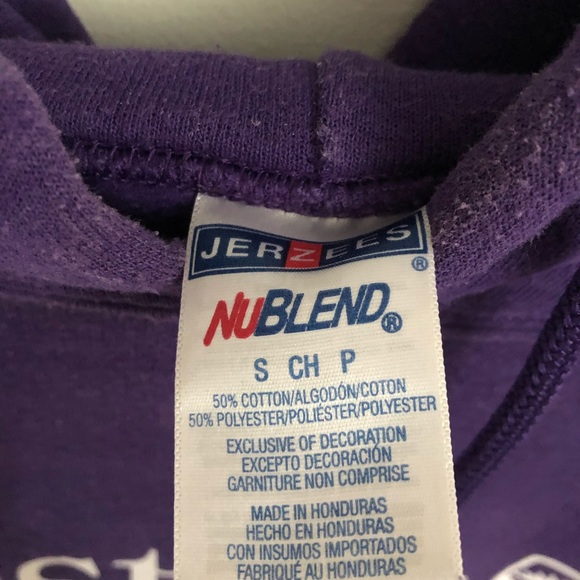 JERZEES®
NUBLEND®
S CH P
50% COTTON/ALGODÓN/COTON
50% POLYESTER/POLIÉSTER/POLYESTER
EXCLUSIVE OF DECORATION
EXCEPTO DECORACIÓN
GARNITURE NON COMPRISE
MADE IN HONDURAS
HECHO EN HONDURAS
CON INSUMOS IMPORTADOS
FABRIQUÉ AU HONDURAS